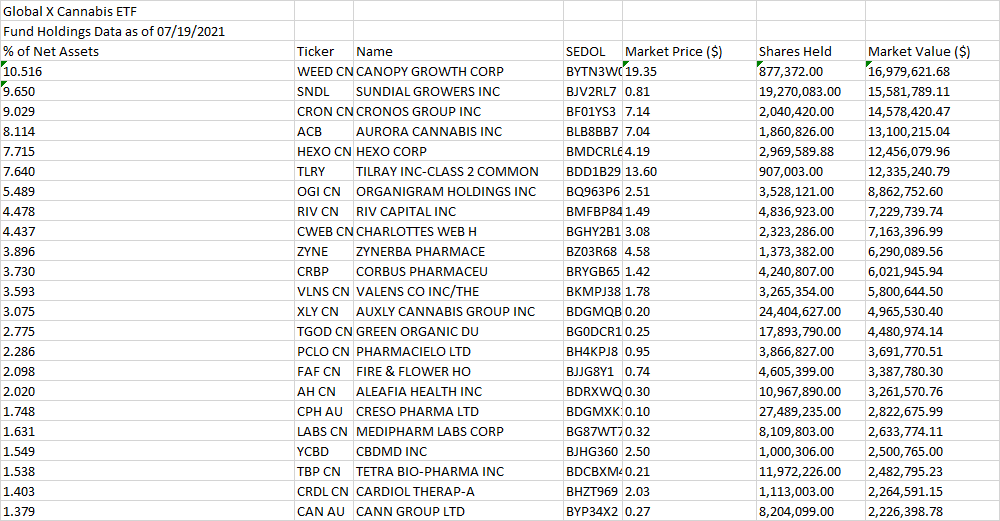 Global X Cannabis ETF
Fund Holdings Data as of 07/19/2021
% of Net Assets Ticker Name SEDOL Market Price ($) Shares Held Market Value ($)
10.516 WEED CN CANOPY GROWTH CORP 19.35 877,372.00 16,979,621.68
9.650 SNDL SUNDIAL GROWERS INC BJV2RL7 0.81 19,270,083.00 15,581,789.11
9.029 CRON CN CRONOS GROUP INC BF01YS3 7.14 2,040,420.00 14,578,420.47
8.114 ACB AURORA CANNABIS INC BLB8BB7 7.04 1,860,826.00 13,100,215.04
7.715 HEXO CN HEXO CORP 4.19 2,969,589.88 12,456,079.96
7.640 TLRY TILRAY INC-CLASS 2 COMMON BDD1B29 13.60 907,003.00 12,335,240.79
5.489 OGI CN ORGANIGRAM HOLDINGS INC BQ963P6 2.51 3,528,121.00 8,862,752.60
4.478 RIV CN RIV CAPITAL INC BMFBP84 1.49 4,836,923.00 7,229,739.74
4.437 CWEB CN CHARLOTTES WEB H BGHY2B1 3.08 2,323,286.00 7,163,396.99
3.896 ZYNE ZYNERBA PHARMACE BZ03R68 4.58 1,373,382.00 6,290,089.56
3.730 CRBP CORBUS PHARMACEU BRYGB65 1.42 4,240,807.00 6,021,945.94
3.593 VLNS CN VALENS CO INC/THE BKMPJ38 1.78 3,265,354.00 5,800,644.50
3.075 XLY CN AUXLY CANNABIS GROUP INC BDGMQB 0.20 24,404,627.00 4,965,530.40
2.775 TGOD CN GREEN ORGANIC DU BG0DCR1 0.25 17,893,790.00 4,480,974.14
2.286 PCLO CN PHARMACIELO LTD BH4KPJ8 0.95 3,866,827.00 3,691,770.51
2.098 FAF CN FIRE & FLOWER HO BJJG8Y1 0.74 4,605,399.00 3,387,780.30
2.020 AH CN ALEAFIA HEALTH INC BDRXWQ 0.30 10,967,890.00 3,261,570.76
1.748 CPH AU CRESO PHARMA LTD 0.10 27,489,235.00 2,822,675.99
1.631 LABS CN MEDIPHARM LABS CORP BG87WT7 0.32 8,109,803.00 2,633,774.11
1.549 YCBD CBDMD INC BJHG360 2.50 1,000,306.00 2,500,765.00
1.538 TBP CN TETRA BIO-PHARMA INC 0.21 11,972,226.00 2,482,795.23
1.403 CRDL CN CARDIOL THERAP-A BHZT969 2.03 1,113,003.00 2,264,591.15
1.379 CAN AU CANN GROUP LTD BYP34X2 0.27 8,204,099.00 2,226,398.78